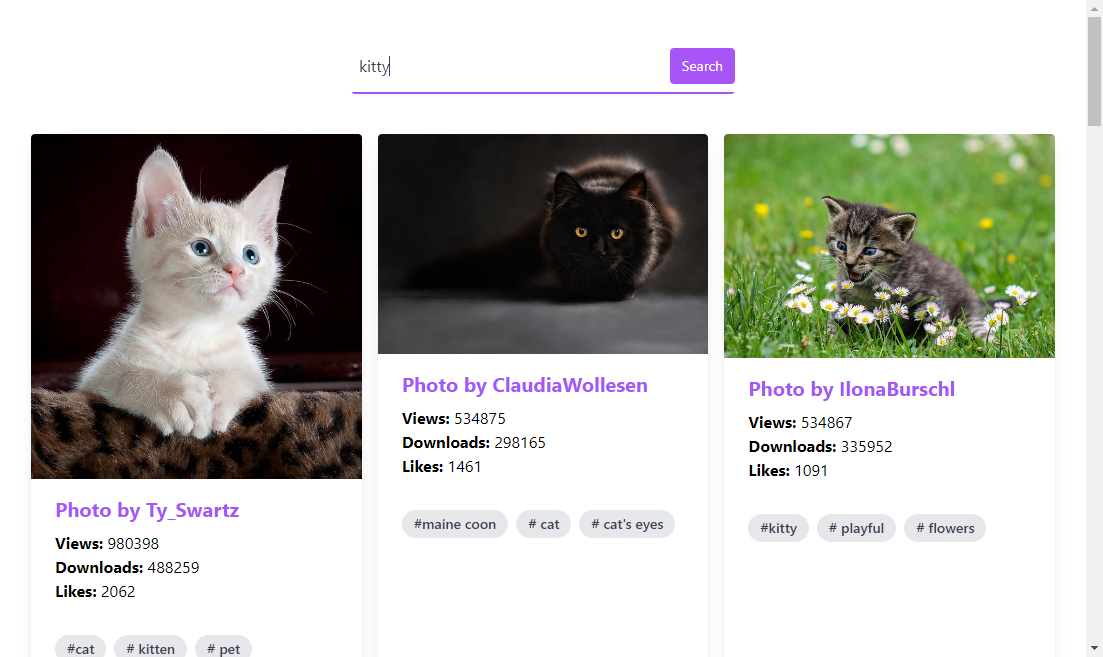 kitty
Search
Photo by Ty_Swartz
Views: 980398
Downloads: 488259
Likes: 2062
#cat
# kitten
# pet
Photo by ClaudiaWollesen
Views: 534875
Downloads: 298165
Likes: 1461
#maine coon
# cat
# cat's eyes
Photo by IlonaBurschl
Views: 534867
Downloads: 335952
Likes: 1091
#kitty
# playful
# flowers